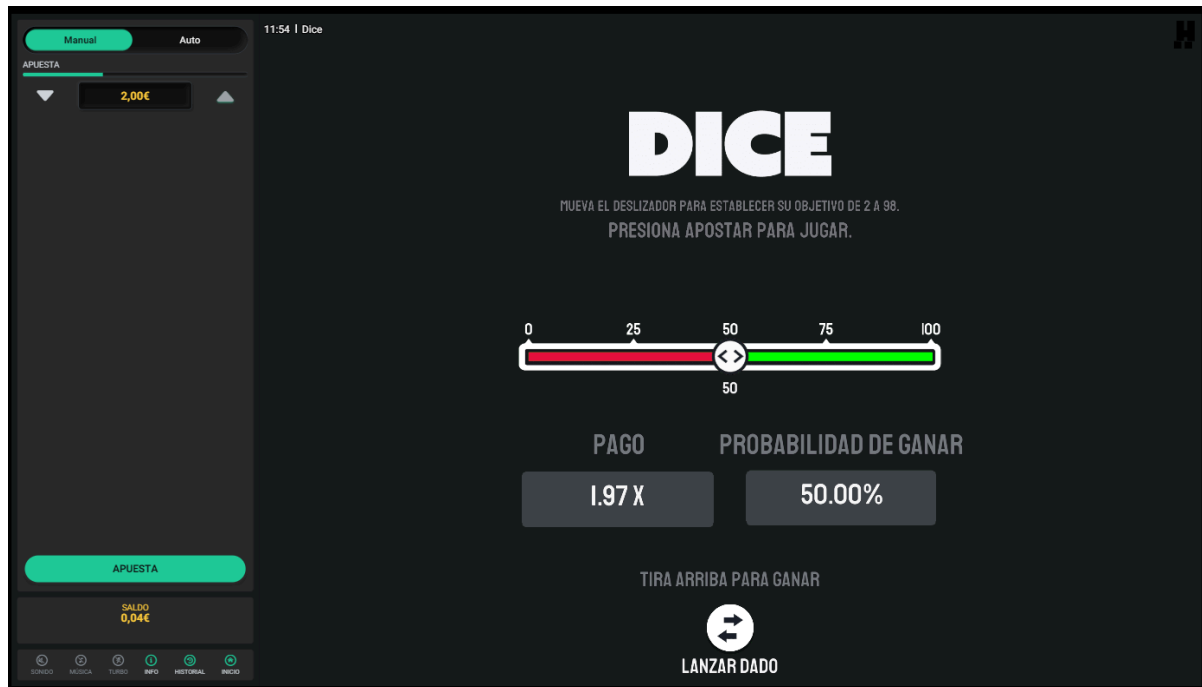 Manual Auto
APUESTA
2,00€
APUESTA
SALDO
0,04€
SONIDO MÚSICA TURBO INFO HISTORIAL INICIO
11:54 | Dice
DICE
MUEVA EL DESLIZADOR PARA ESTABLECER SU OBJETIVO DE 2 A 98.
PRESIONA APOSTAR PARA JUGAR.
0 25 50 75 100
50
PAGO PROBABILIDAD DE GANAR
1.97 X 50.00%
TIRA ARRIBA PARA GANAR
LANZAR DADO